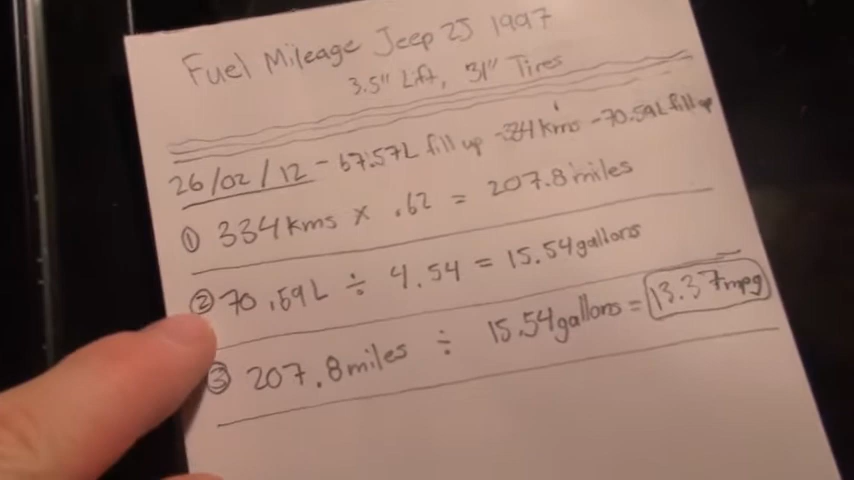 Fuel Mileage Jeep ZJ 1997
3.5" Lift, 31" Tires
26/02/12 - 67.57L fill up - 334 kms - 70.59L fill up
① 334 kms x .62 = 207.8 miles
② 70.59L ÷ 4.54 = 15.54 gallons
③ 207.8 miles ÷ 15.54 gallons = 13.37 mpg